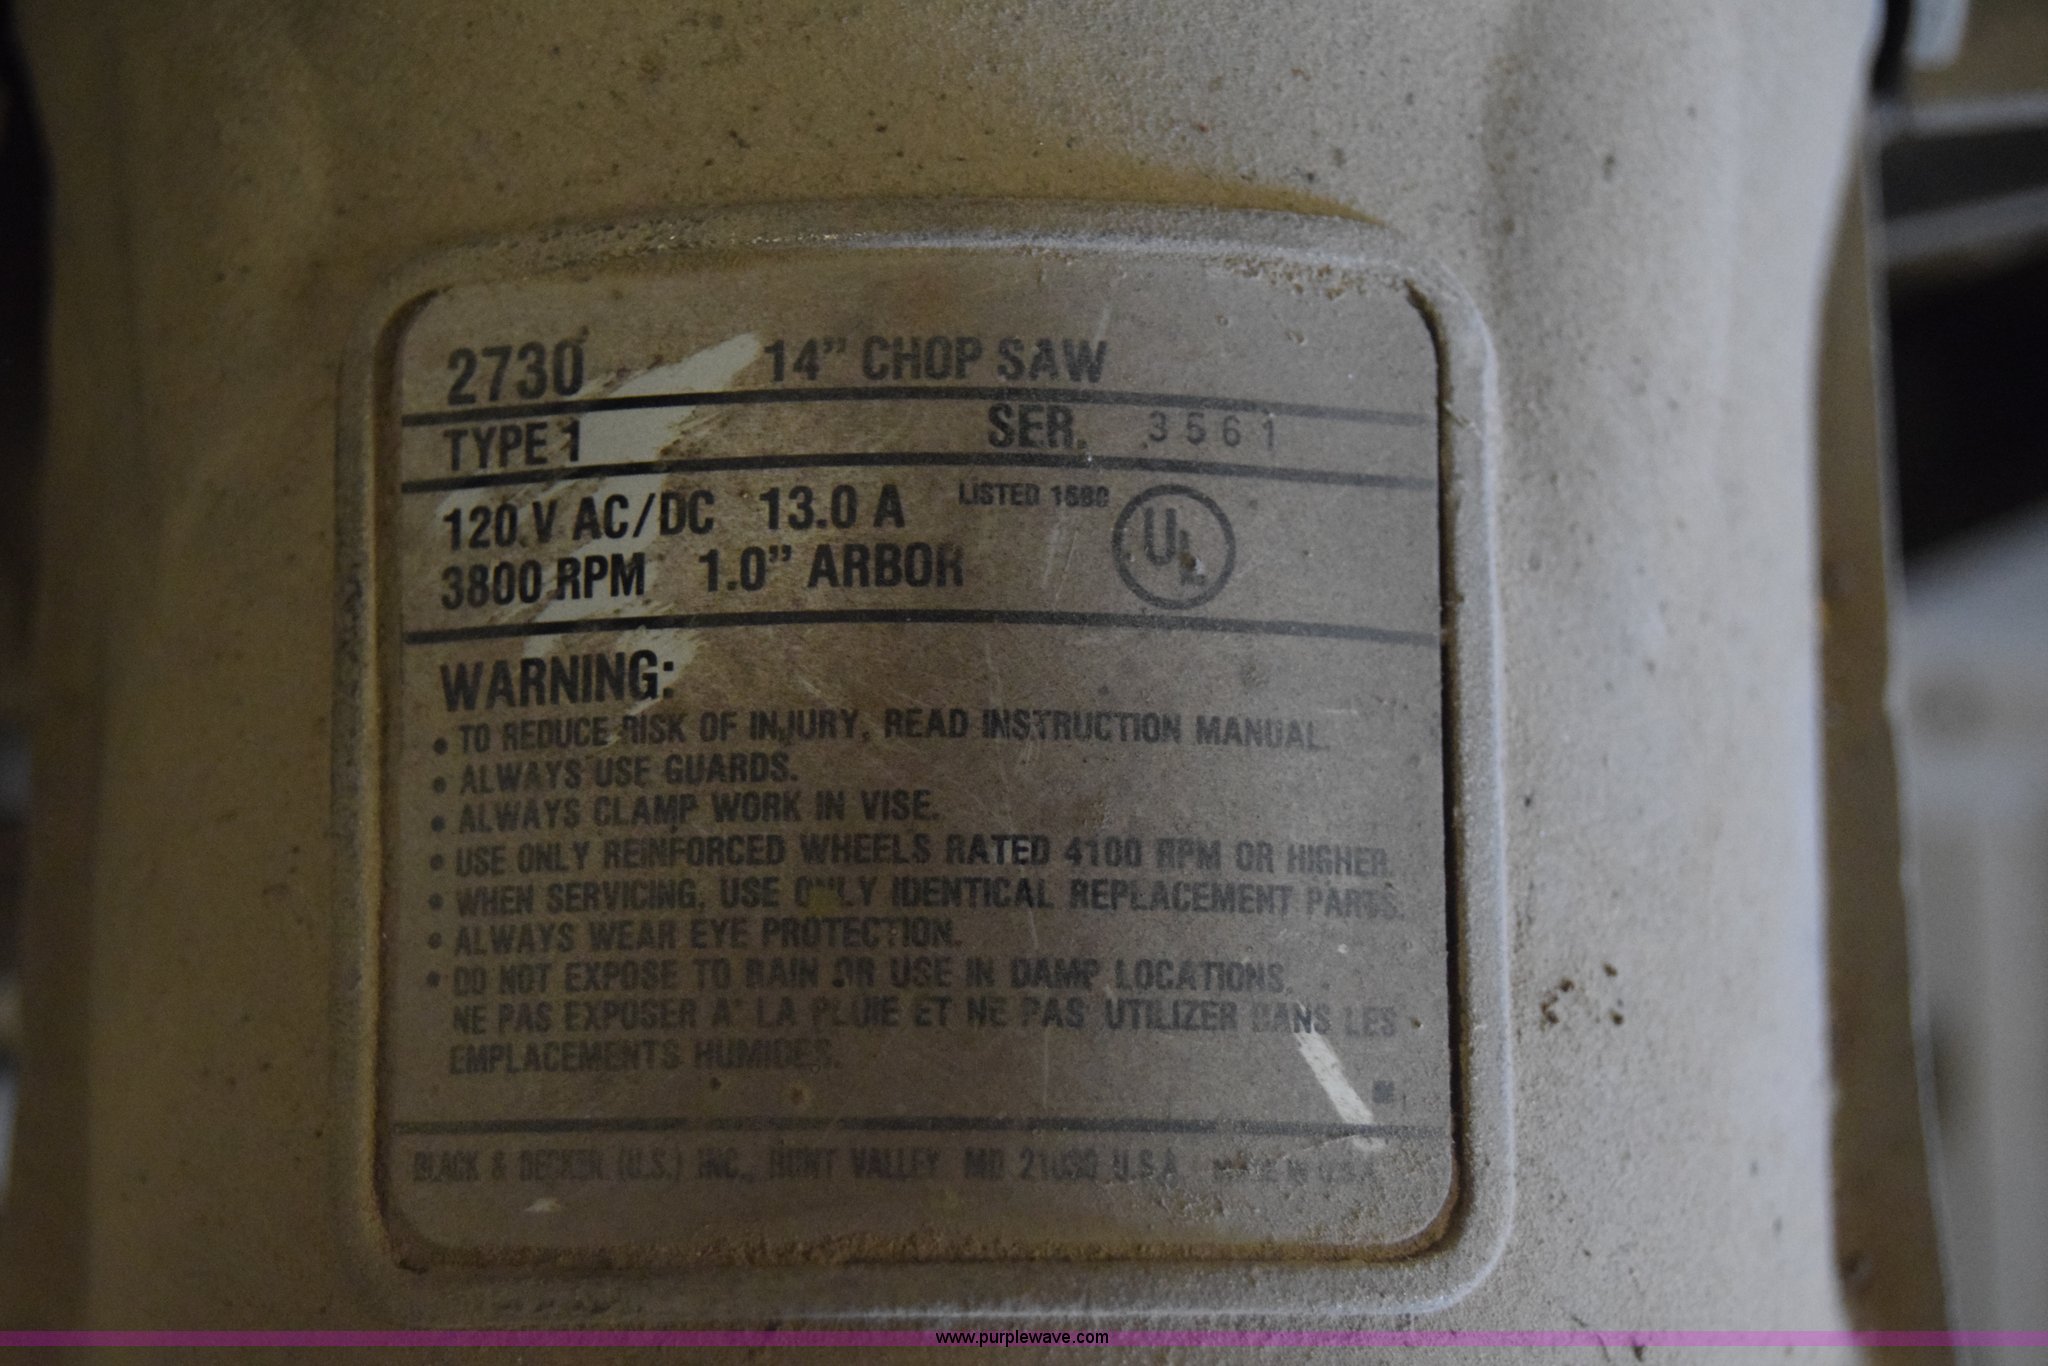 2730 14” CHOP SAW
TYPE 1 SER. 3561
120 V AC/DC 13.0 A LISTED
3800 RPM 1.0” ARBOR UL
WARNING:
• TO REDUCE RISK OF INJURY, READ INSTRUCTION MANUAL.
• ALWAYS USE GUARDS.
• ALWAYS CLAMP WORK IN VISE.
• USE ONLY REINFORCED WHEELS RATED 4100 RPM OR HIGHER.
• WHEN SERVICING, USE ONLY IDENTICAL REPLACEMENT PARTS.
• ALWAYS WEAR EYE PROTECTION.
• DO NOT EXPOSE TO RAIN OR USE IN DAMP LOCATIONS.
NE PAS EXPOSER A' LA PLUIE ET NE PAS UTILIZER DANS LES
EMPLACEMENTS HUMIDES.
BLACK & DECKER (U.S.) INC., HUNT VALLEY MD 21030 U.S.A MADE IN U.S.A
www.purplewave.com